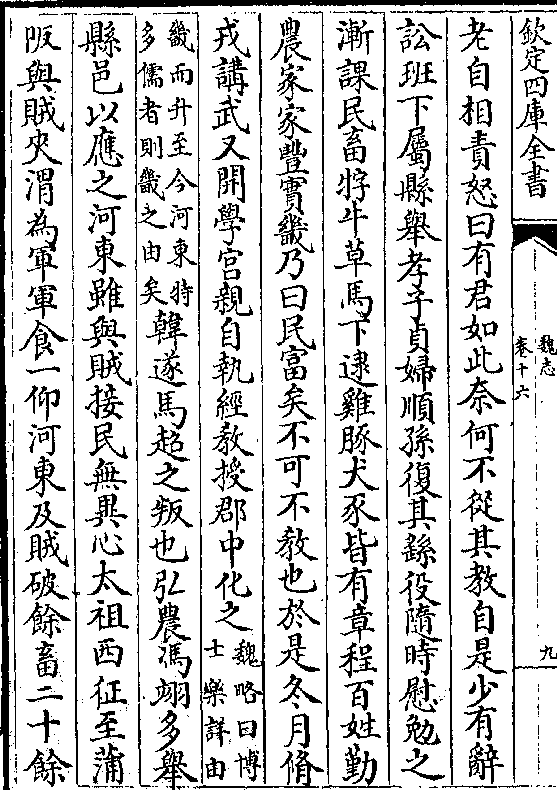 欽定四庫全書
魏志
卷十六
九
老自相責怒曰有君如此奈何不從其教自是少有辭
訟班下屬縣舉孝子貞婦順孫復其繇役隨時慰勉之
漸課民畜牸牛草馬下逮雞豚犬豕皆有章程百姓勤
農家家豐實畿乃曰民富矣不可不教也於是冬月脩
戎講武又開學宮親自執經教授郡中化之魏略曰博士樂詳由
畿而升至今河東特多儒者則畿之由矣韓遂馬超之叛也弘農馮翊多舉
縣邑以應之河東雖與賊接民無異心太祖西征至蒲
阪與賊夾渭為軍軍食一仰河東及賊破餘畜二十餘